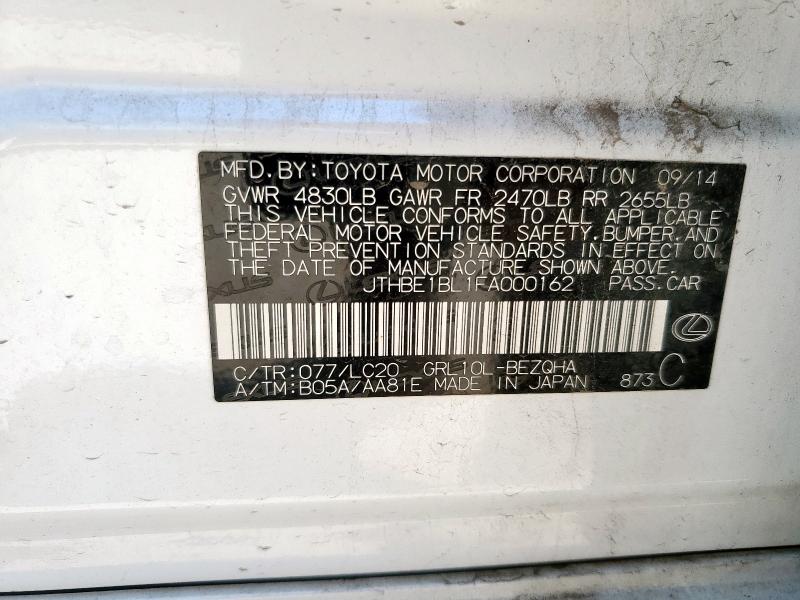 MFD.BY:TOYOTA MOTOR CORPORATION 09/14
GVWR 4830LB GAWR FR 2470LB RR 2655LB
THIS VEHICLE CONFORMS TO ALL APPLICABLE
FEDERAL MOTOR VEHICLE SAFETY,BUMPER,AND
THEFT PREVENTION STANDARDS IN EFFECT ON
THE DATE OF MANUFACTURE SHOWN ABOVE.
JTHBE1BL1FA000162 PASS.CAR
C/TR:077/LC20 GRL10L-BEZQHA
A/TM:B05A/AA81E MADE IN JAPAN 873 C